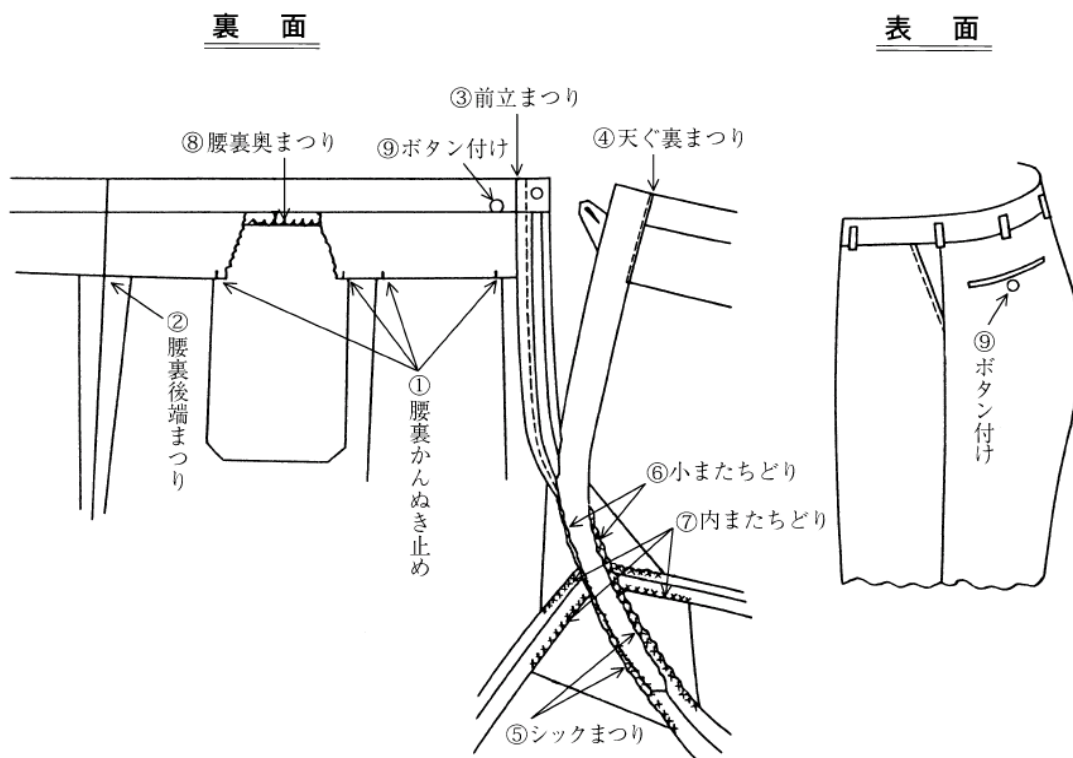 裏 面
表 面
③前立まつり
⑧腰裏奥まつり
⑨ボタン付け
④天ぐ裏まつり
②腰裏後端まつり
①腰裏かんぬき止め
⑨ボタン付け
⑥小またちどり
⑦内またちどり
⑤シックまつり